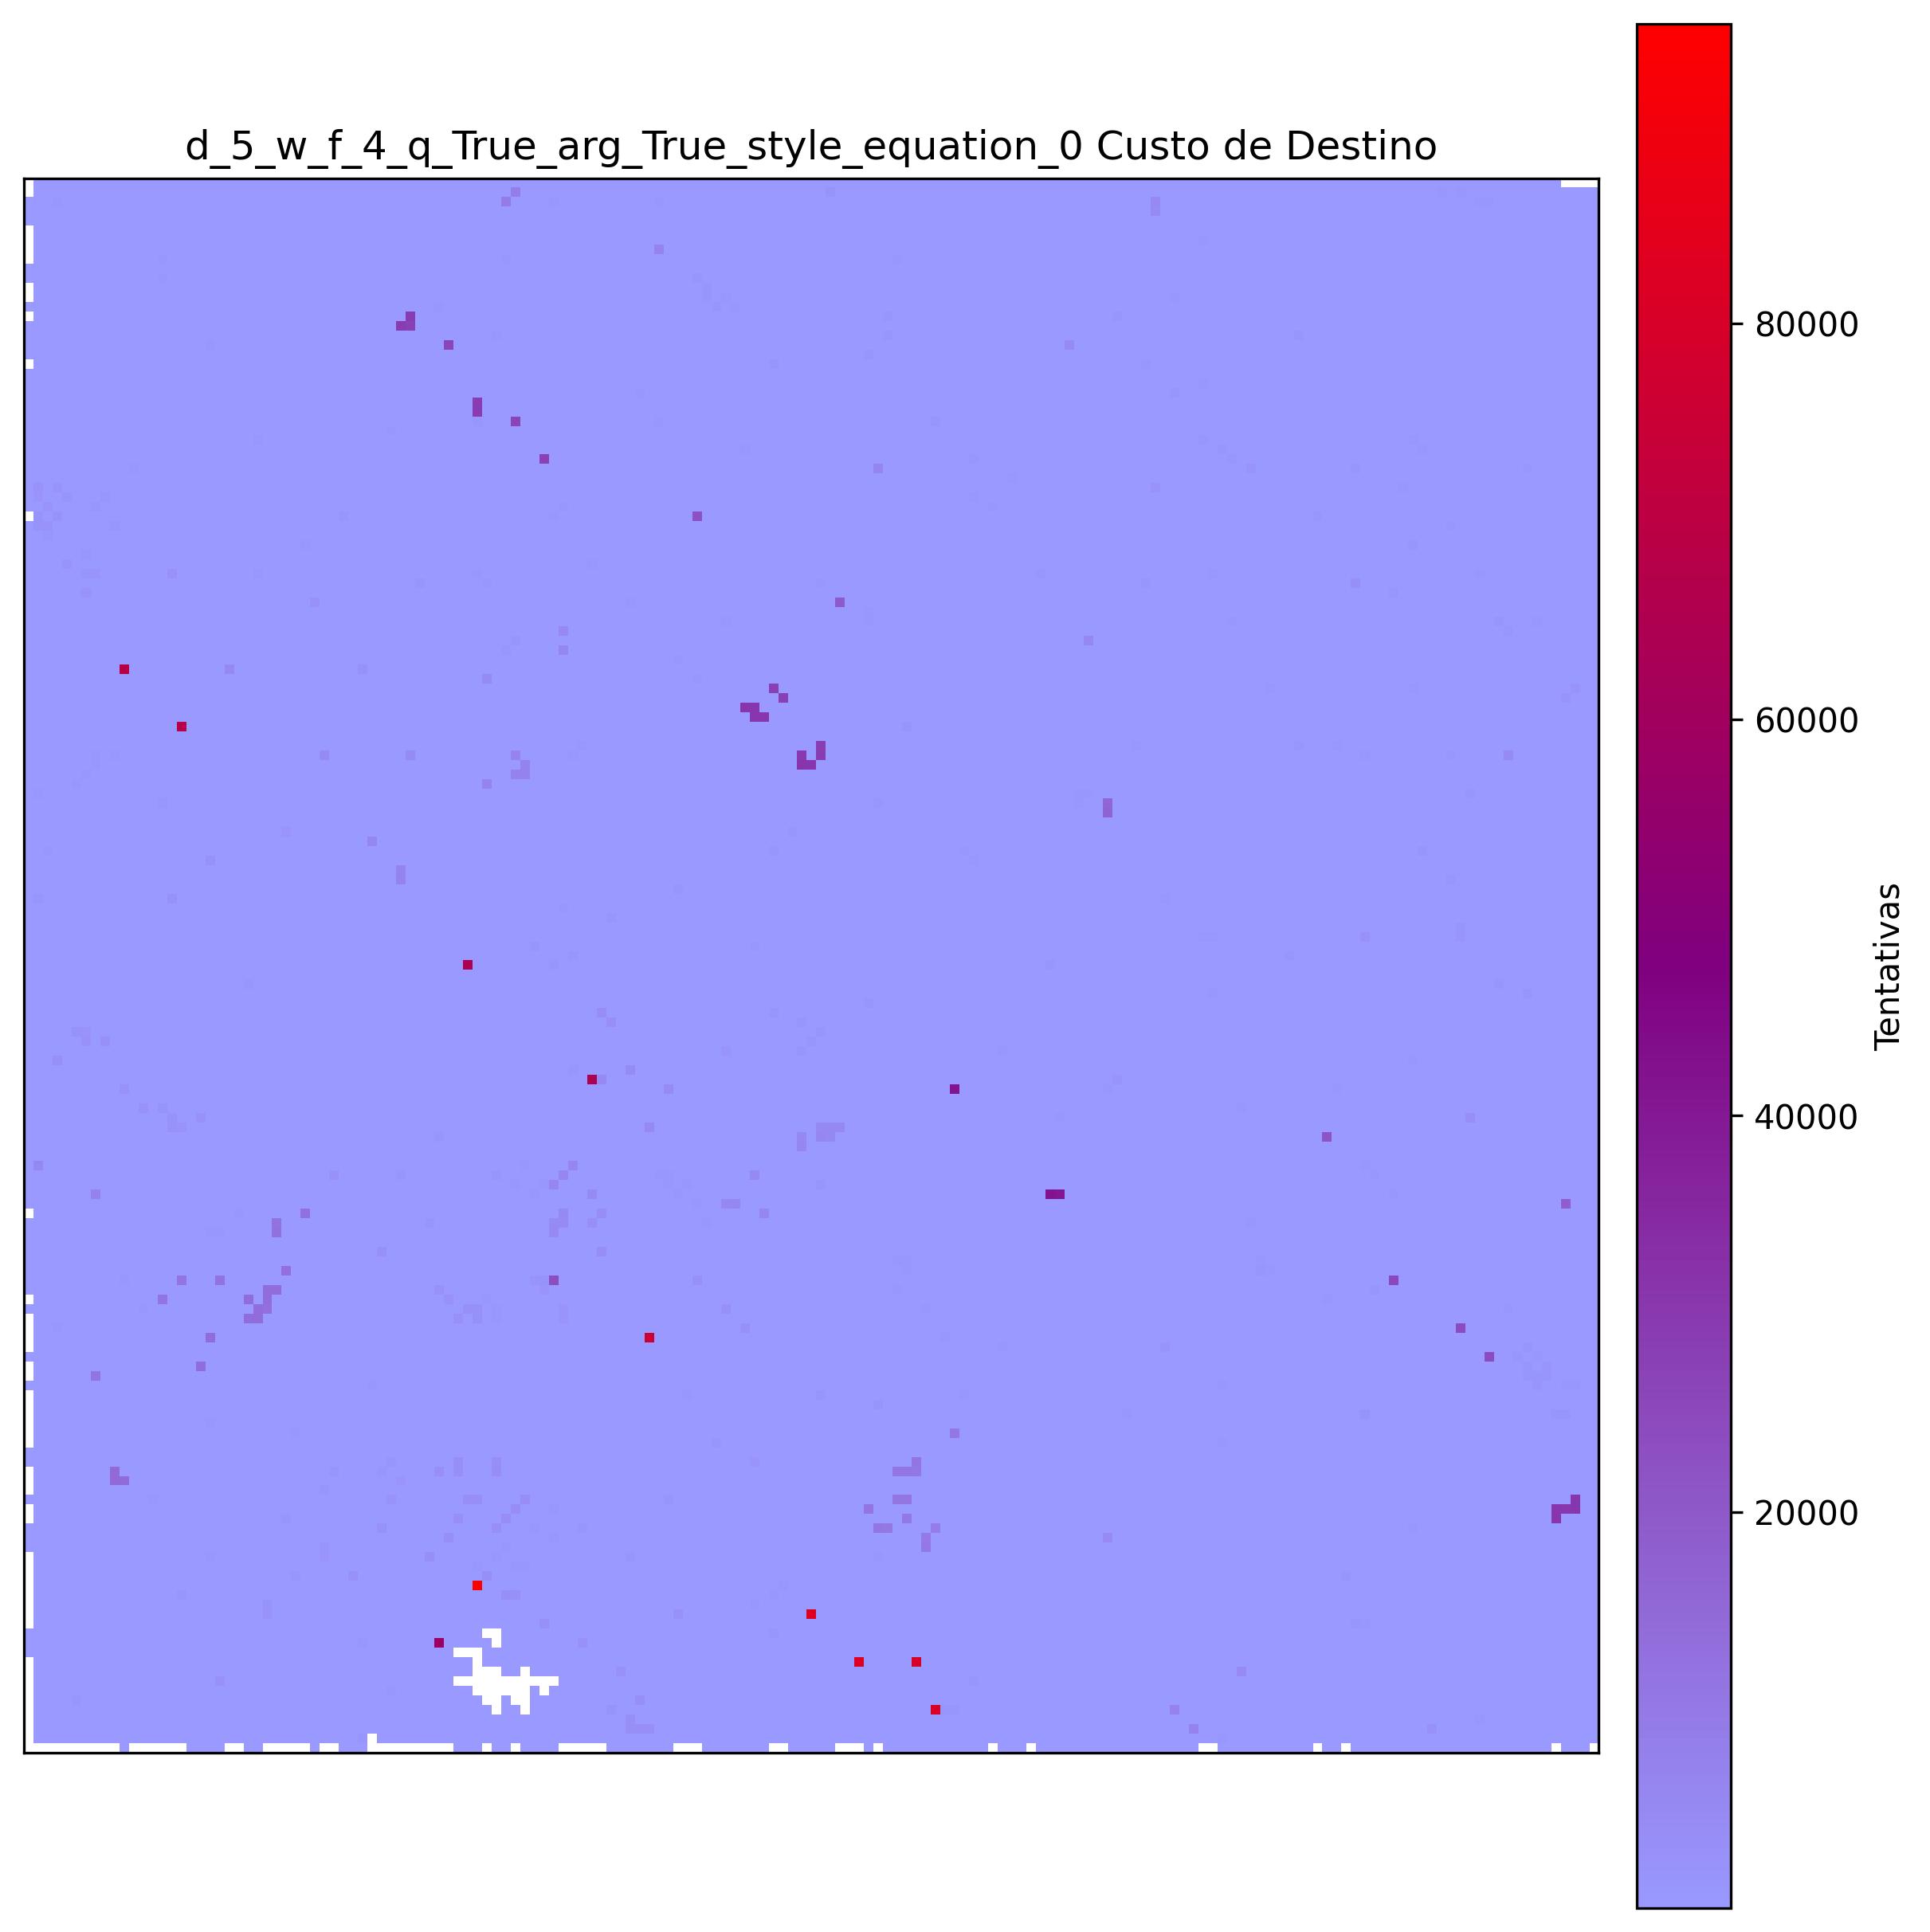 d_5_w_f_4_q_True_arg_True_style_equation_0 Custo de Destino
80000
60000
40000
20000
Tentativas